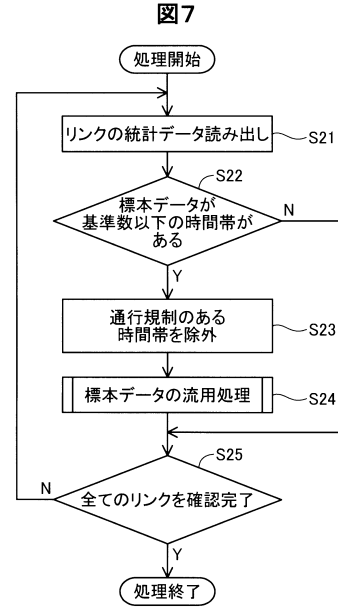 図7
処理開始
リンクの統計データ読み出し
S21
S22
標本データが
基準数以下の時間帯が
ある
N
Y
通行規制のある
時間帯を除外
S23
標本データの流用処理
S24
S25
N
全てのリンクを確認完了
Y
処理終了